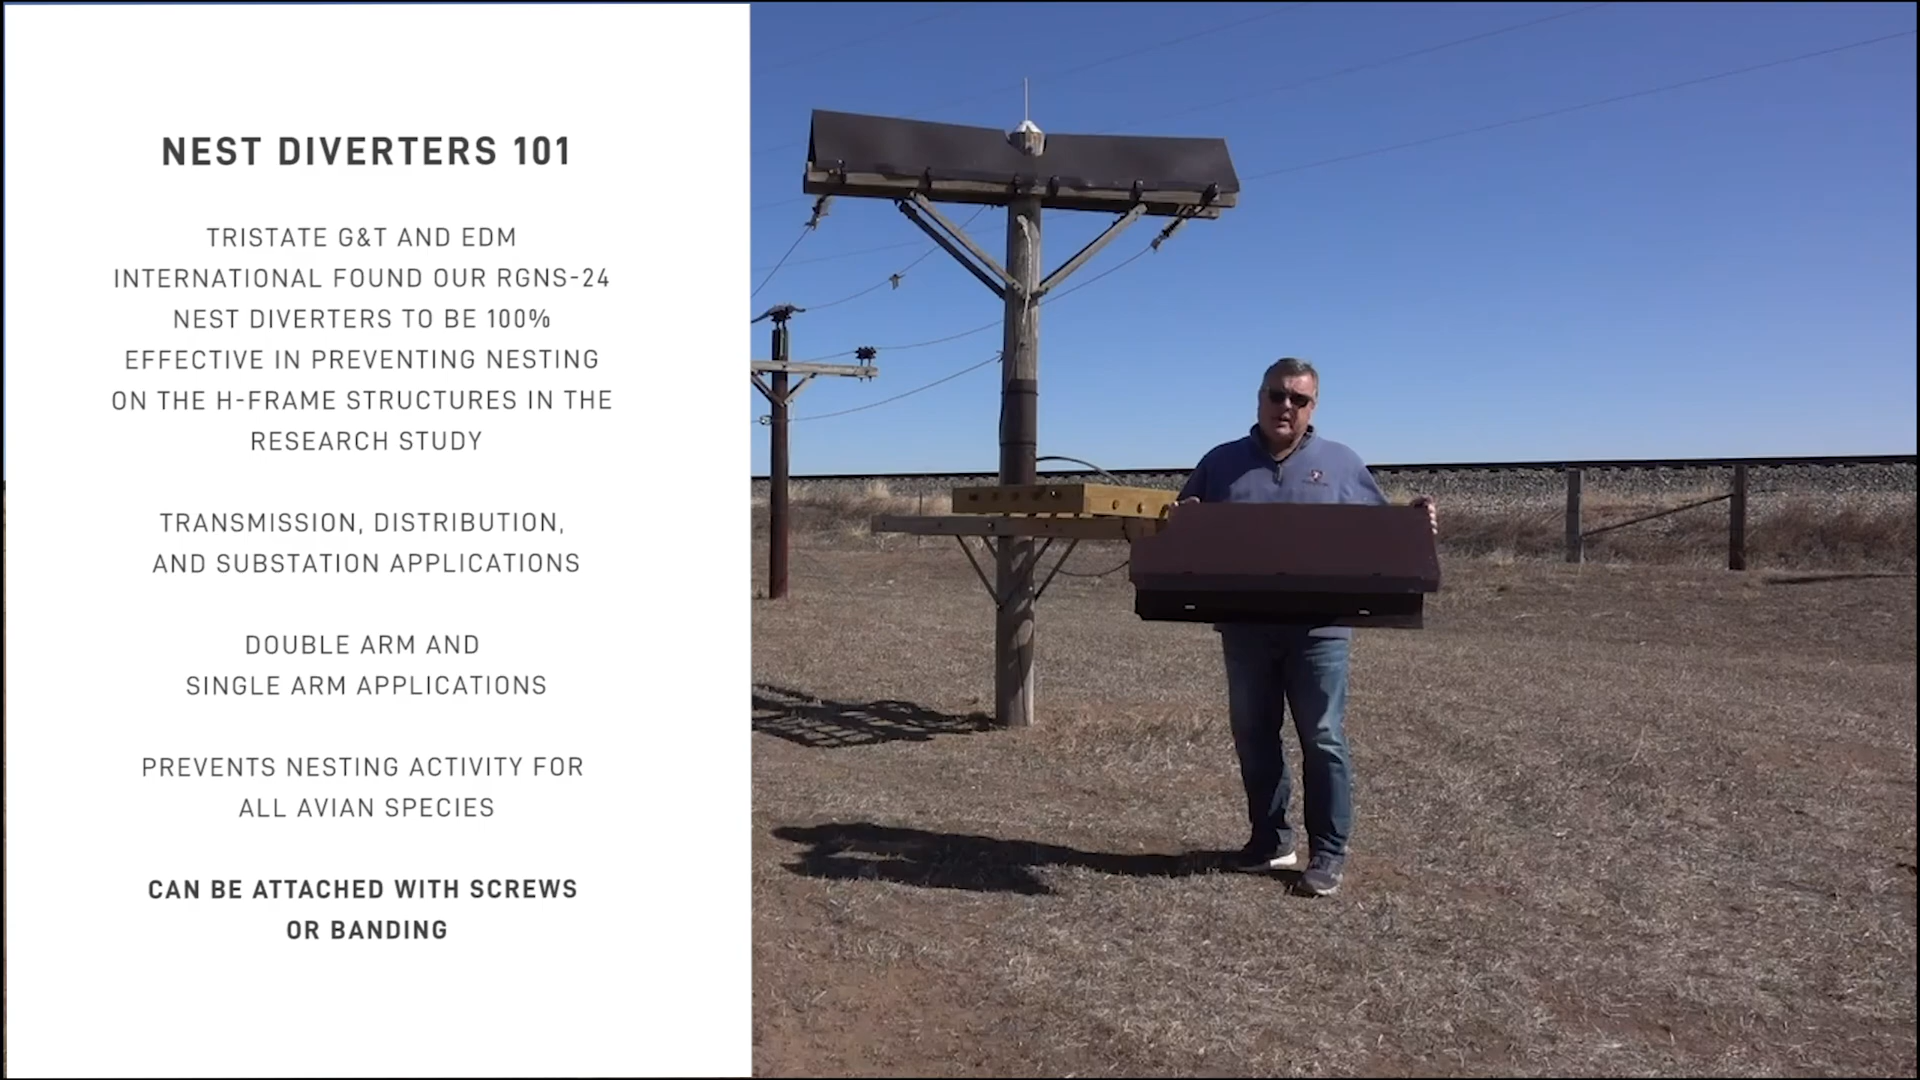 NEST DIVERTERS 101
TRISTATE G&T AND EDM
INTERNATIONAL FOUND OUR RGNS-24
NEST DIVERTERS TO BE 100%
EFFECTIVE IN PREVENTING NESTING
ON THE H-FRAME STRUCTURES IN THE
RESEARCH STUDY
TRANSMISSION, DISTRIBUTION,
AND SUBSTATION APPLICATIONS
DOUBLE ARM AND
SINGLE ARM APPLICATIONS
PREVENTS NESTING ACTIVITY FOR
ALL AVIAN SPECIES
CAN BE ATTACHED WITH SCREWS
OR BANDING